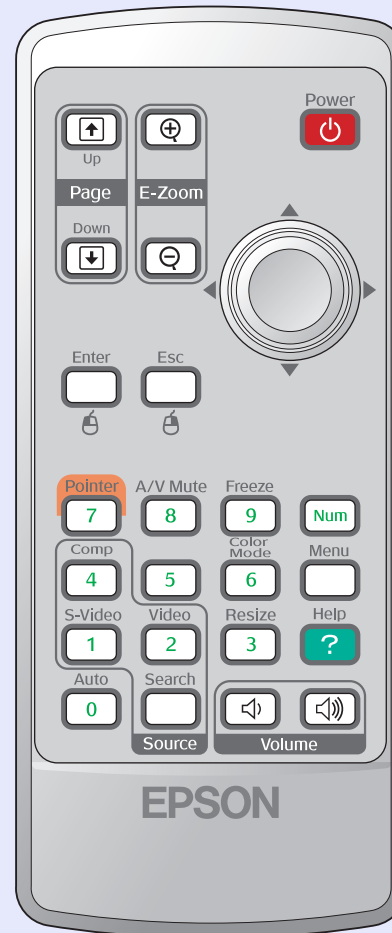 Power
Up
Page
E-Zoom
Down
Enter
Esc
Pointer
A/V Mute
Freeze
7
8
9
Num
Comp
Color
Mode
Menu
4
5
6
S-Video
Video
Resize
Help
1
2
3
?
Auto
Search
0
Source
Volume
EPSON